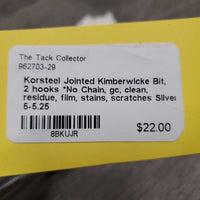 The Tack Collector
962703-29
Korsteel Jointed Kimberwicke Bit,
2 hooks *No Chain, gc, clean,
residue, film, stains, scratches Silver
5-5.25
8BKUJR
$22.00